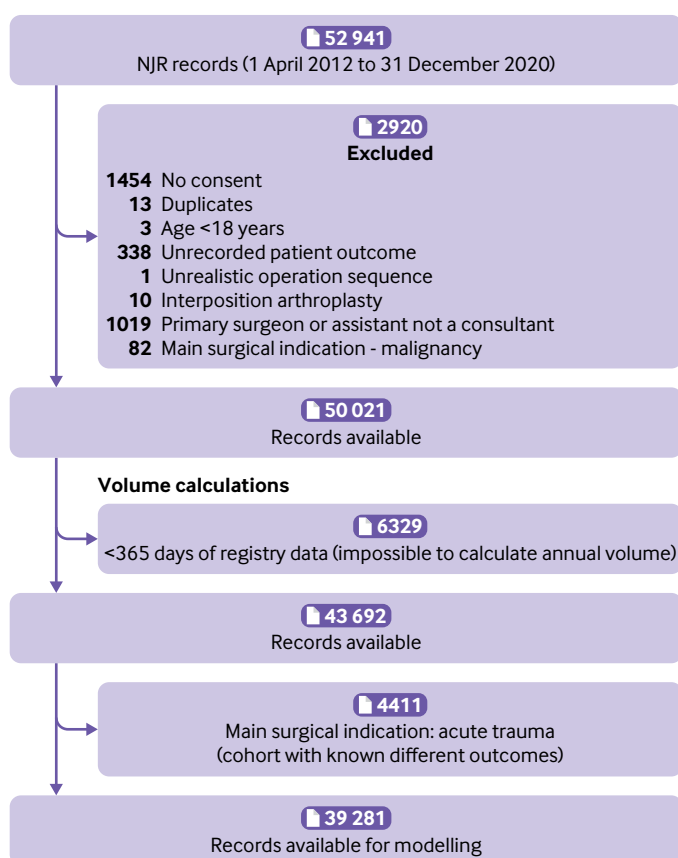 52 941
NJR records (1 April 2012 to 31 December 2020)
2920
Excluded
1454 No consent
13 Duplicates
3 Age <18 years
338 Unrecorded patient outcome
1 Unrealistic operation sequence
10 Interposition arthroplasty
1019 Primary surgeon or assistant not a consultant
82 Main surgical indication - malignancy
50 021
Records available
Volume calculations
6329
<365 days of registry data (impossible to calculate annual volume)
43 692
Records available
4411
Main surgical indication: acute trauma
(cohort with known different outcomes)
39 281
Records available for modelling